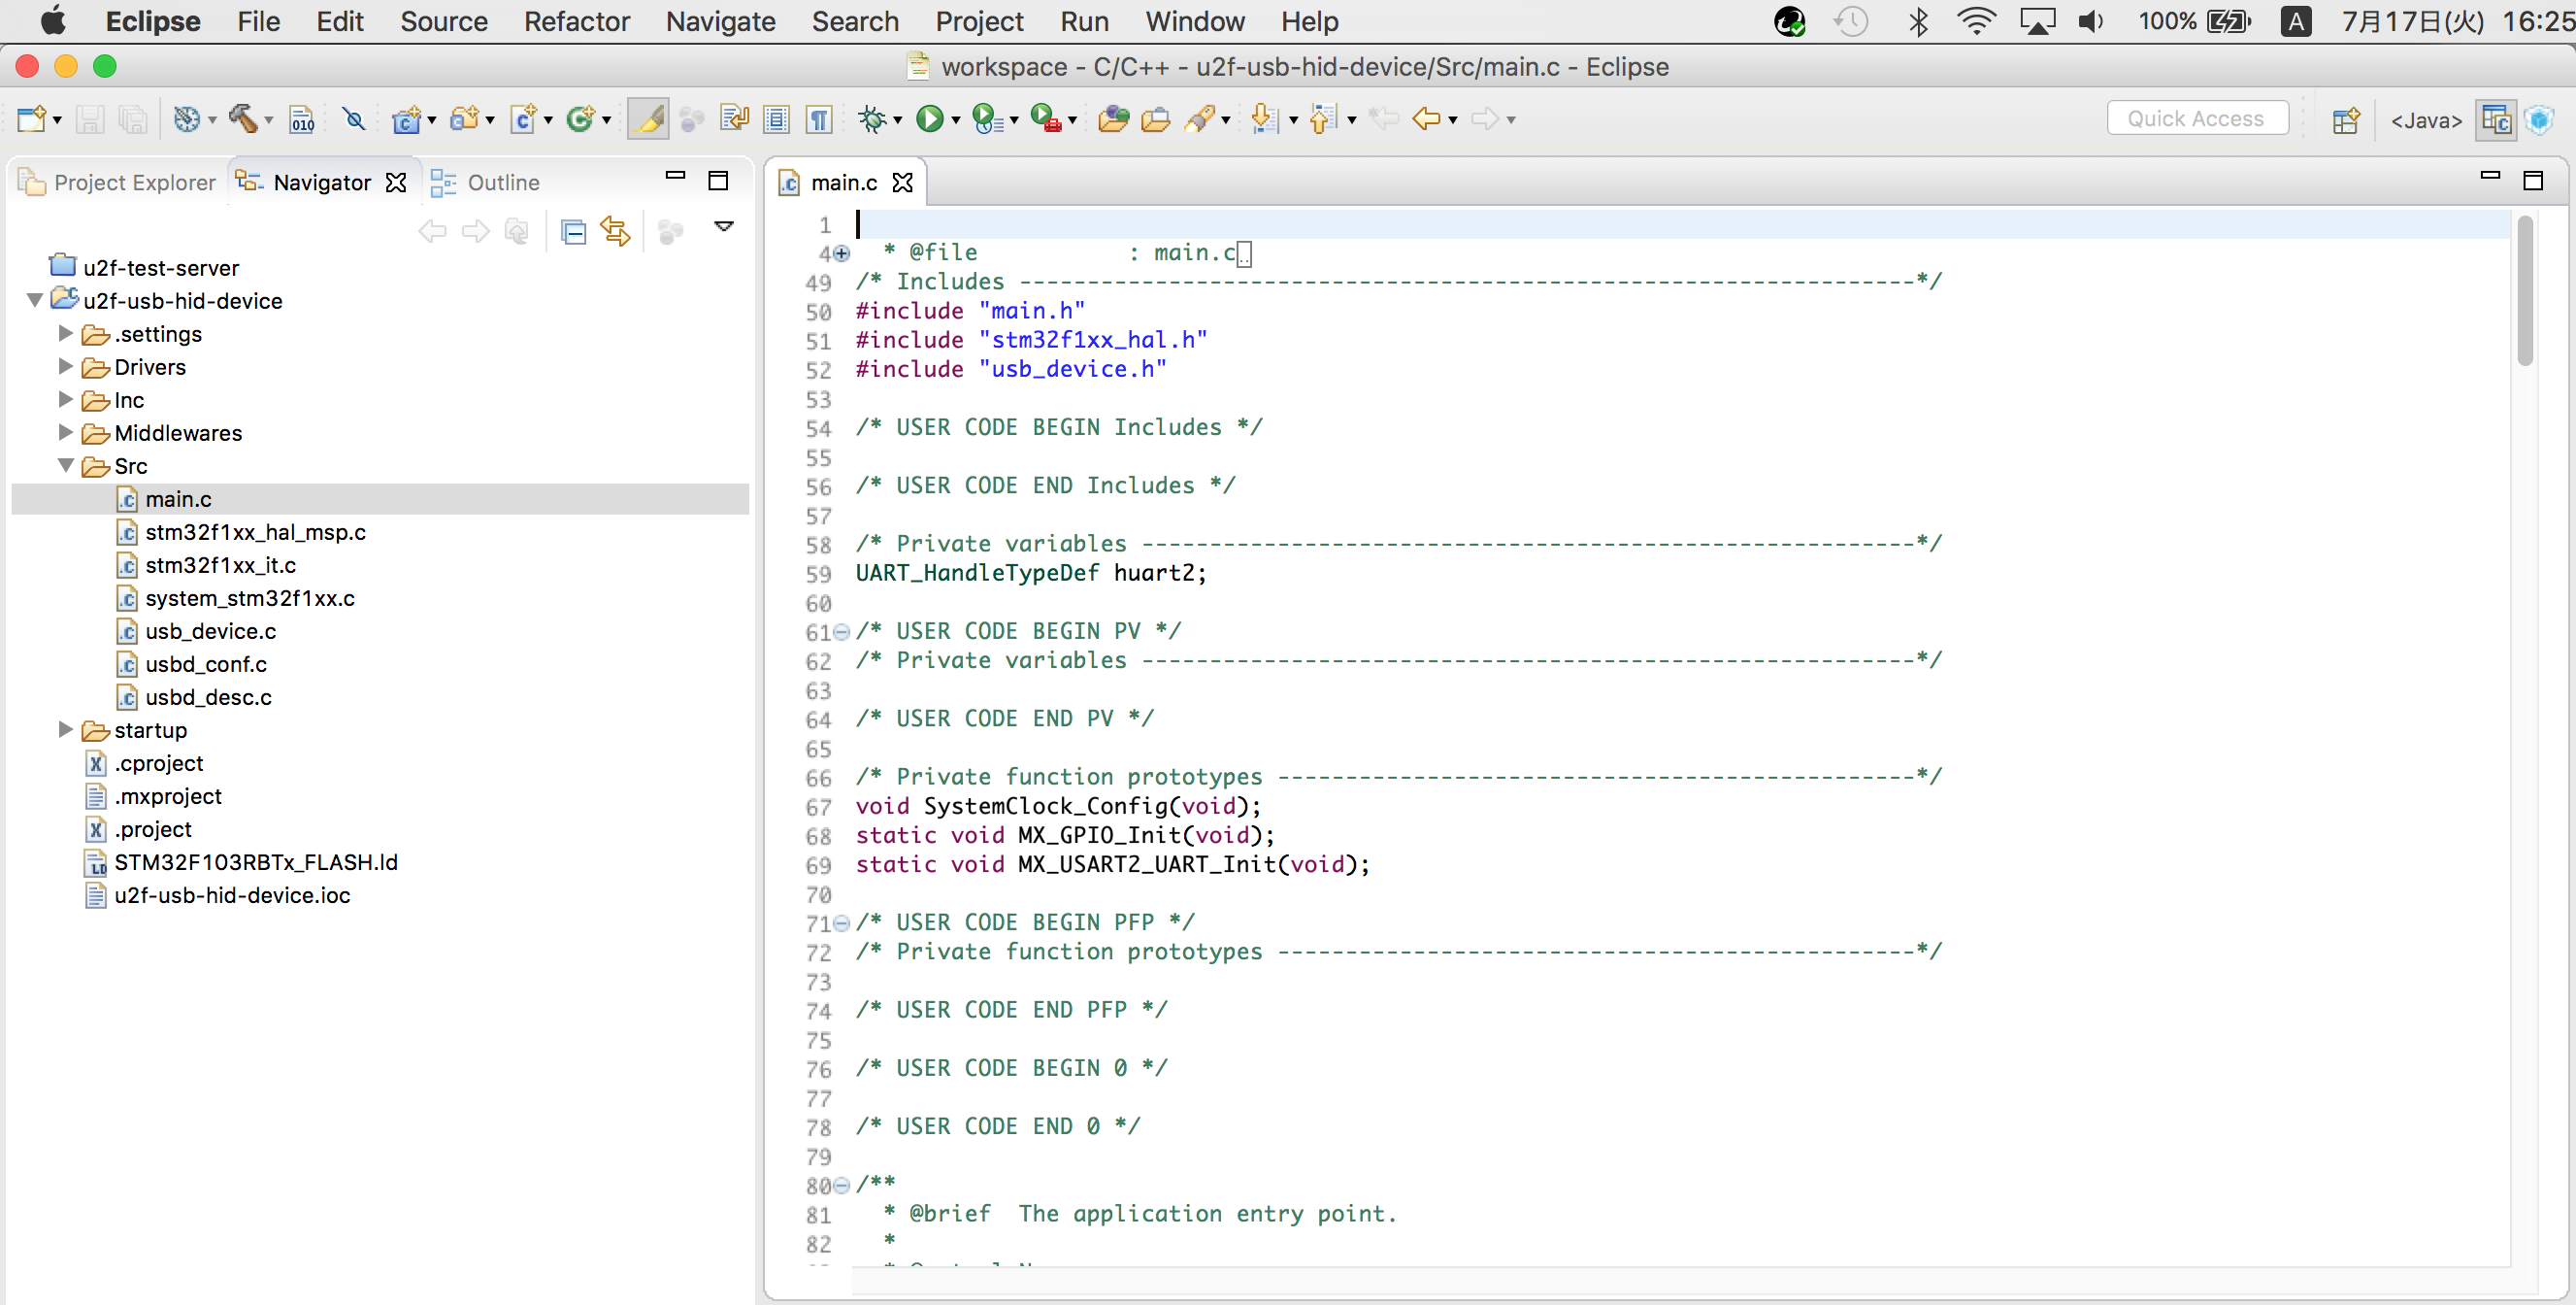 Eclipse File Edit Source Refactor Navigate Search Project Run Window Help 100% A 7月17日(火) 16:25
workspace - C/C++ - u2f-usb-hid-device/Src/main.c - Eclipse
Quick Access <Java>
Project Explorer Navigator Outline
u2f-test-server
u2f-usb-hid-device
.settings
Drivers
Inc
Middlewares
Src
main.c
stm32f1xx_hal_msp.c
stm32f1xx_it.c
system_stm32f1xx.c
usb_device.c
usbd_conf.c
usbd_desc.c
startup
.cproject
.mxproject
.project
STM32F103RBTx_FLASH.ld
u2f-usb-hid-device.ioc
main.c
1
4 * @file : main.c..
49 /* Includes ------------------------------------------------------------------*/
50 #include "main.h"
51 #include "stm32f1xx_hal.h"
52 #include "usb_device.h"
53
54 /* USER CODE BEGIN Includes */
55
56 /* USER CODE END Includes */
57
58 /* Private variables ---------------------------------------------------------*/
59 UART_HandleTypeDef huart2;
60
61 /* USER CODE BEGIN PV */
62 /* Private variables ---------------------------------------------------------*/
63
64 /* USER CODE END PV */
65
66 /* Private function prototypes -----------------------------------------------*/
67 void SystemClock_Config(void);
68 static void MX_GPIO_Init(void);
69 static void MX_USART2_UART_Init(void);
70
71 /* USER CODE BEGIN PFP */
72 /* Private function prototypes -----------------------------------------------*/
73
74 /* USER CODE END PFP */
75
76 /* USER CODE BEGIN 0 */
77
78 /* USER CODE END 0 */
79
80 /**
81 * @brief The application entry point.
82 *